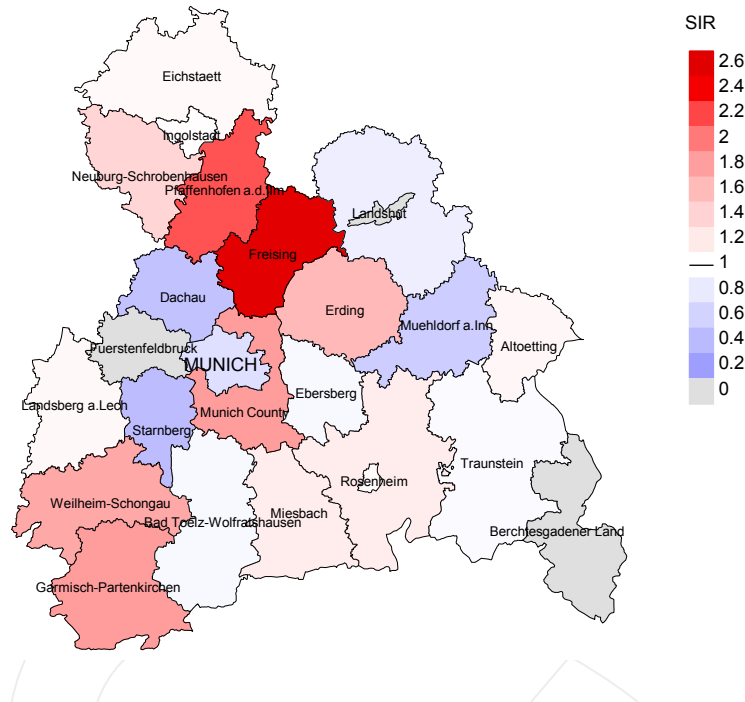 SIR
2.6
2.4
2.2
2
1.8
1.6
1.4
1.2
1
0.8
0.6
0.4
0.2
0
Eichstaett
Ingolstadt
Neuburg-Schrobenhausen
Pfaffenhofen a.d.Ilm
Landshut
Freising
Dachau
Erding
Muehldorf a.Inn
Altoetting
Fuerstenfeldbruck
MUNICH
Ebersberg
Landsberg a.Lech
Munich County
Starnberg
Traunstein
Rosenheim
Weilheim-Schongau
Miesbach
Bad Toelz-Wolfratshausen
Berchtesgadener Land
Garmisch-Partenkirchen